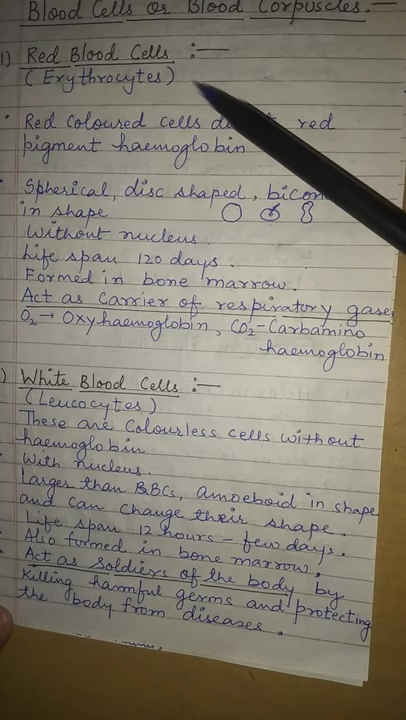 Blood Cells or Blood Corpuscles.—
1) Red Blood Cells :—
(Erythrocytes)
• Red Coloured cells red
pigment haemoglobin
• Spherical, disc shaped,
in shape
Without nucleus.
Life span 120 days.
Formed in bone marrow.
Act as Carrier of respiratory gase
O₂ → Oxyhaemoglobin, CO₂-Carbamino
haemoglobin
) White Blood Cells :—
(Leucocytes)
These are Colourless cells without
haemoglobin
• With nucleus.
Larger than RBCs, amoeboid in shape
and can change their shape.
• Life span 12 hours – few days.
• Also formed in bone marrow.
• Act as soldiers of the body by
killing harmful germs and protecting
the body from diseases.